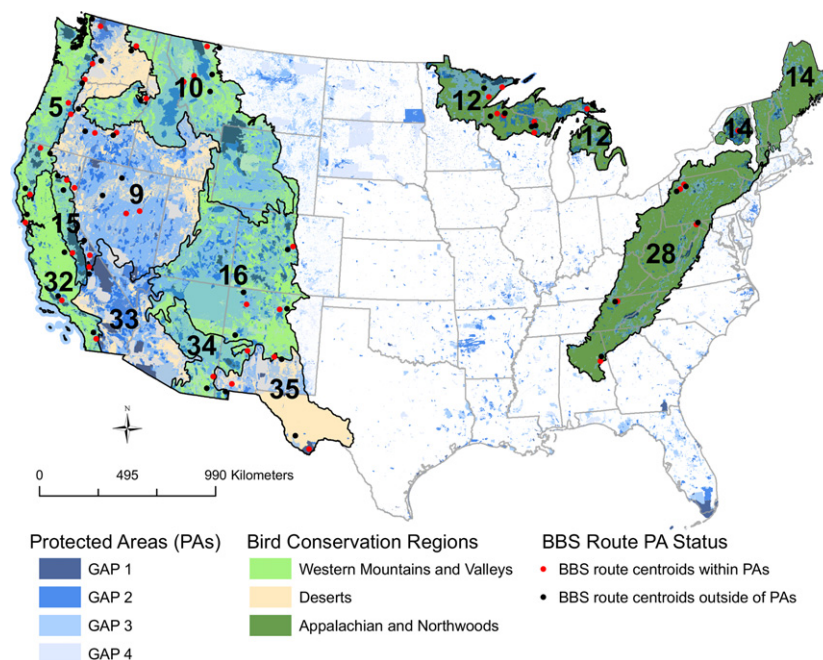 10
12
14
5
12
14
9
15
28
16
32
33
34
35
N
0 495 990 Kilometers
Protected Areas (PAs)
GAP 1
GAP 2
GAP 3
GAP 4
Bird Conservation Regions
Western Mountains and Valleys
Deserts
Appalachian and Northwoods
BBS Route PA Status
BBS route centroids within PAs
BBS route centroids outside of PAs